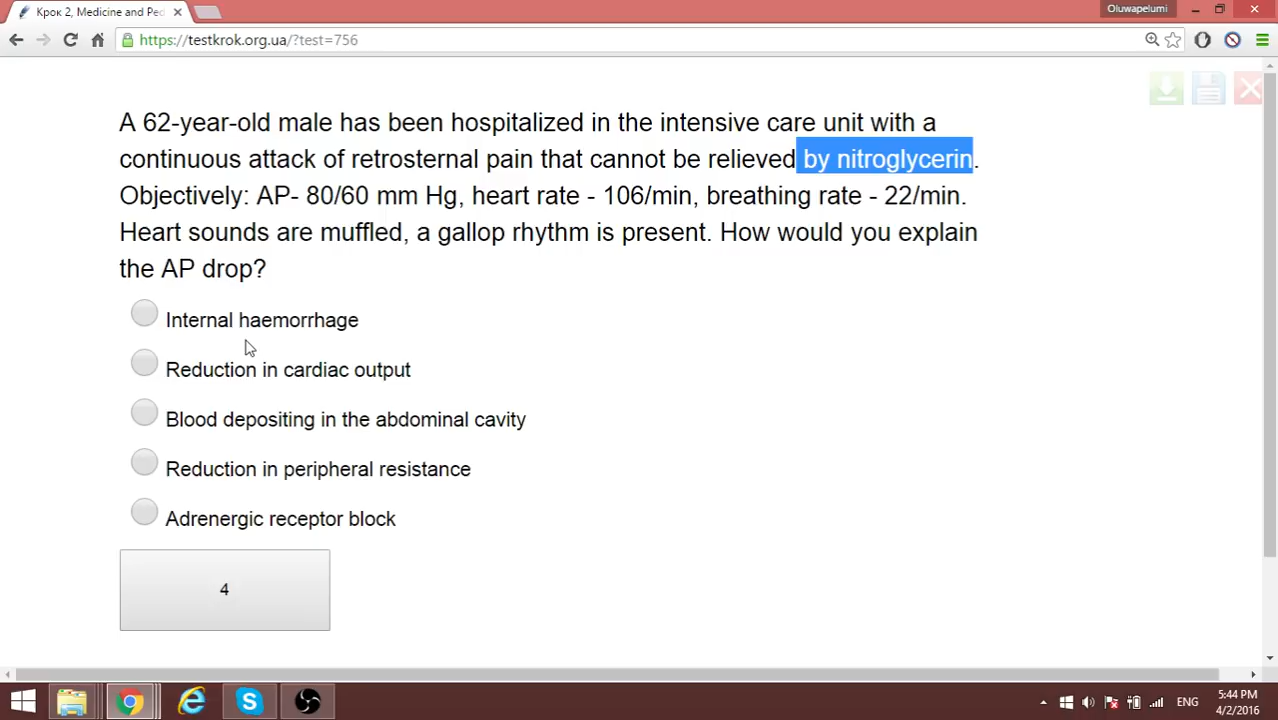 Крок 2, Medicine and Ped
Oluwapelumi
https://testkrok.org.ua/?test=756
A 62-year-old male has been hospitalized in the intensive care unit with a
continuous attack of retrosternal pain that cannot be relieved by nitroglycerin.
Objectively: AP- 80/60 mm Hg, heart rate - 106/min, breathing rate - 22/min.
Heart sounds are muffled, a gallop rhythm is present. How would you explain
the AP drop?
Internal haemorrhage
Reduction in cardiac output
Blood depositing in the abdominal cavity
Reduction in peripheral resistance
Adrenergic receptor block
4
ENG
5:44 PM
4/2/2016